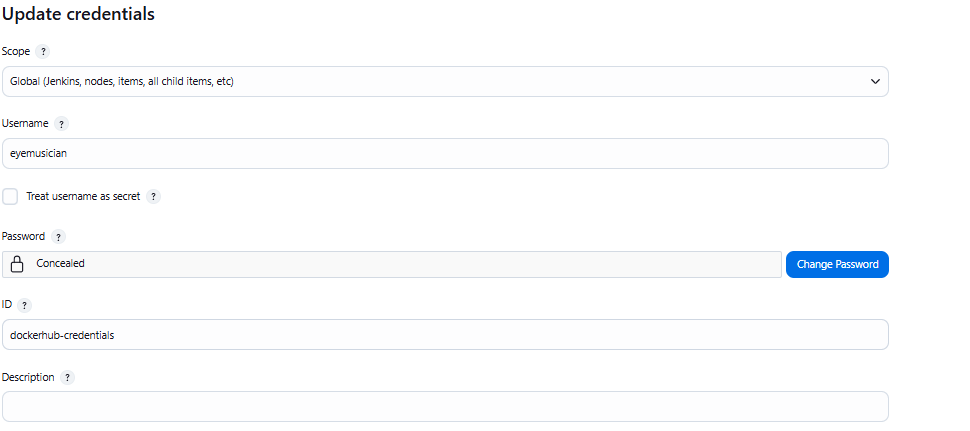 Update credentials
Scope ?
Global (Jenkins, nodes, items, all child items, etc)
Username ?
eyemusician
Treat username as secret ?
Password ?
Concealed
Change Password
ID ?
dockerhub-credentials
Description ?